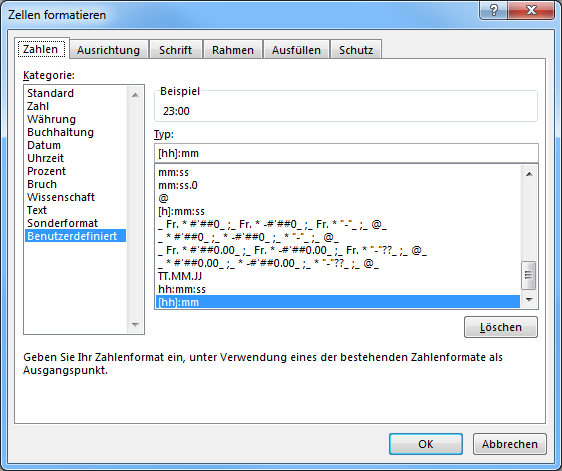 Zellen formatieren
Zahlen Ausrichtung Schrift Rahmen Ausfüllen Schutz
Kategorie:
Standard
Zahl
Währung
Buchhaltung
Datum
Uhrzeit
Prozent
Bruch
Wissenschaft
Text
Sonderformat
Benutzerdefiniert
Beispiel
23:00
Typ:
[hh]:mm
mm:ss
mm:ss.0
@
[h]:mm:ss
_ Fr. * #'##0_ ;_ Fr. * -#'##0_ ;_ Fr. * "-"_ ;_ @_
_ * #'##0_ ;_ * -#'##0_ ;_ * "-"_ ;_ @_
_ Fr. * #'##0.00_ ;_ Fr. * -#'##0.00_ ;_ Fr. * "-"??_ ;_ @_
_ * #'##0.00_ ;_ * -#'##0.00_ ;_ * "-"??_ ;_ @_
TT.MM.JJ
hh:mm:ss
[hh]:mm
Löschen
Geben Sie Ihr Zahlenformat ein, unter Verwendung eines der bestehenden Zahlenformate als
Ausgangspunkt.
OK Abbrechen